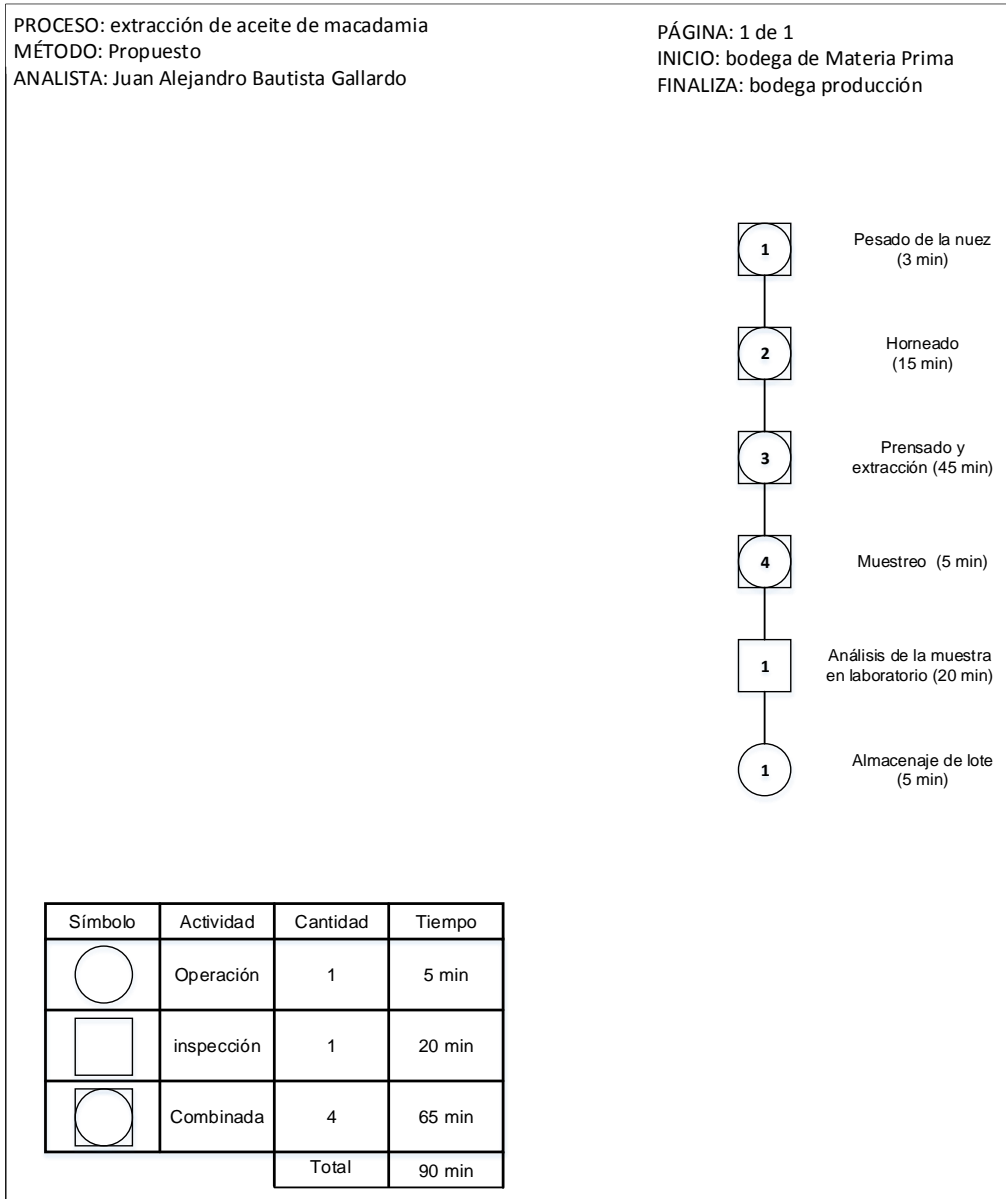 PROCESO: extracción de aceite de macadamia
MÉTODO: Propuesto
ANALISTA: Juan Alejandro Bautista Gallardo
PÁGINA: 1 de 1
INICIO: bodega de Materia Prima
FINALIZA: bodega producción
1
Pesado de la nuez
(3 min)
2
Horneado
(15 min)
3
Prensado y
extracción (45 min)
4
Muestreo (5 min)
1
Análisis de la muestra
en laboratorio (20 min)
1
Almacenaje de lote
(5 min)
Símbolo Actividad Cantidad Tiempo
Operación 1 5 min
inspección 1 20 min
Combinada 4 65 min
Total 90 min